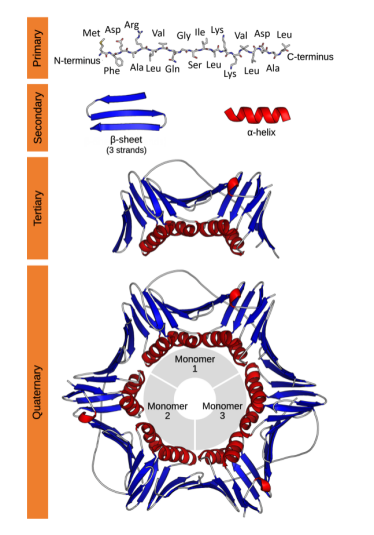 Primary
Met Asp Arg Val Gly Ile Lys Val Asp Leu
N-terminus C-terminus
Phe Ala Leu Gln Ser Leu Lys Leu Ala
Secondary
β-sheet
(3 strands)
α-helix
Tertiary
Quaternary
Monomer
1
Monomer
2
Monomer
3